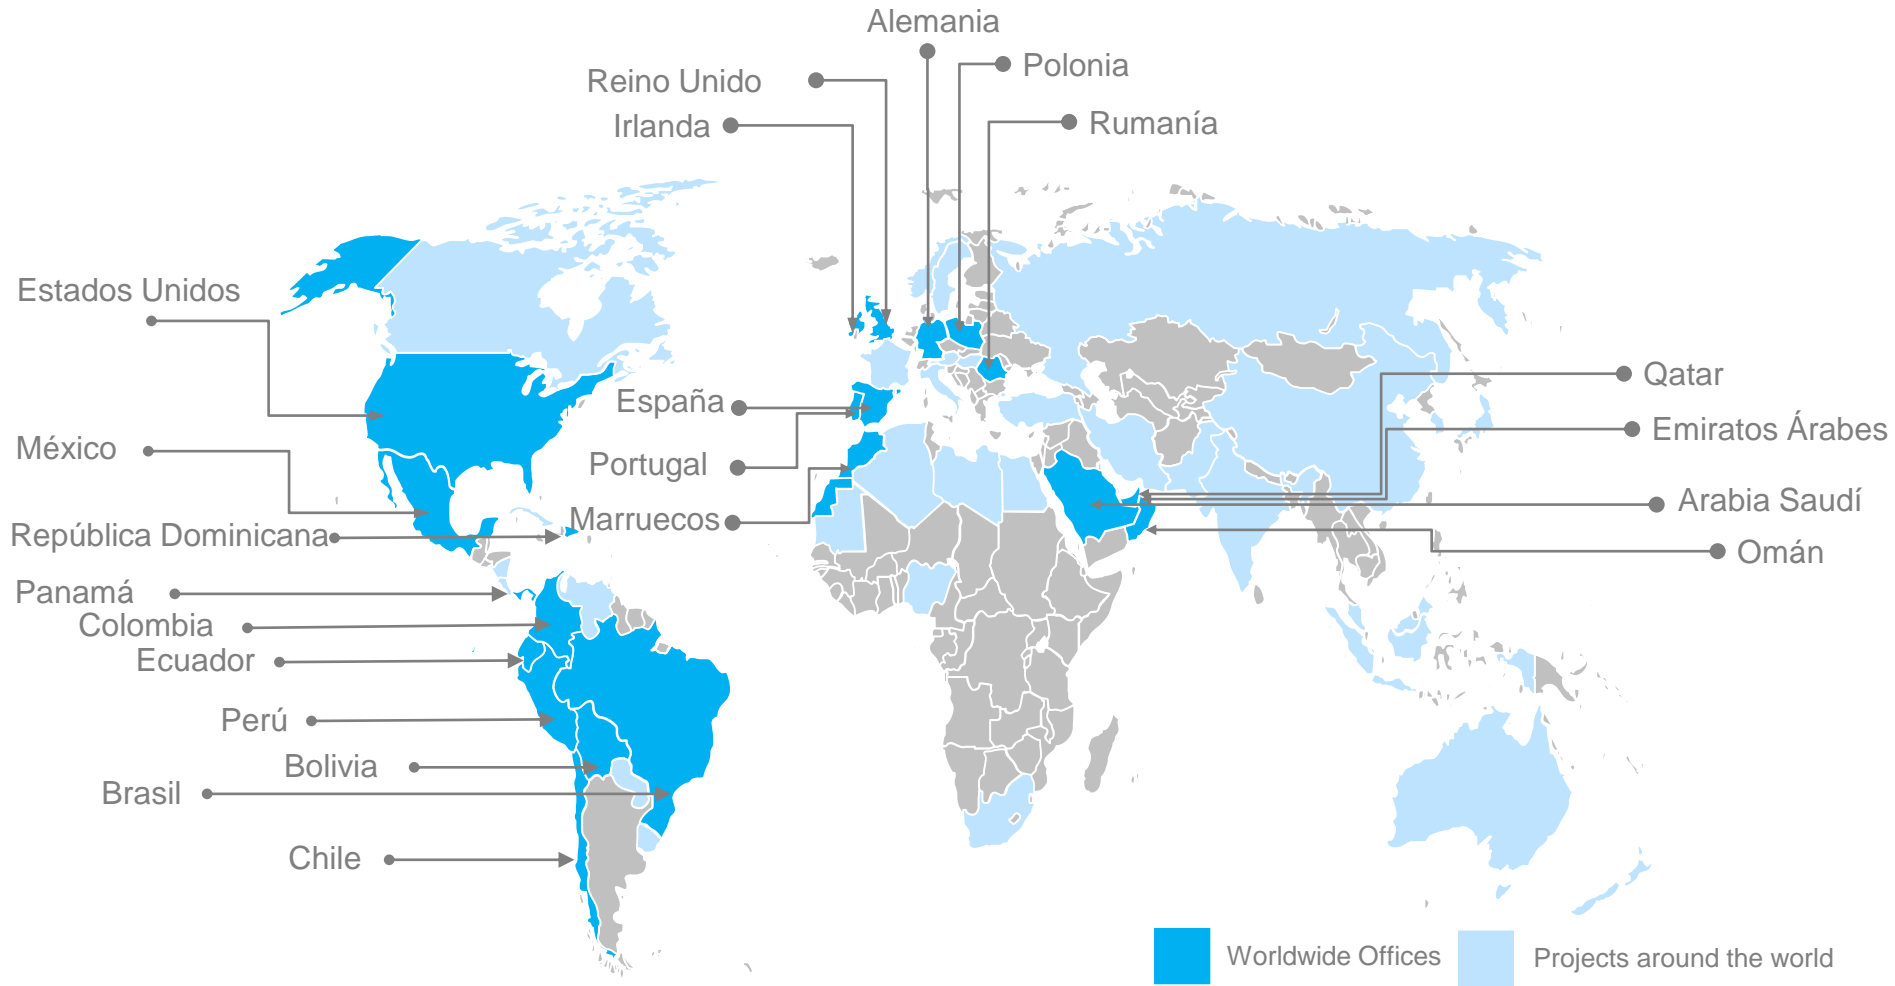 Alemania
Polonia
Reino Unido
Irlanda
Rumanía
Estados Unidos
España
Qatar
Emiratos Árabes
México
Portugal
Arabia Saudí
Marruecos
República Dominicana
Omán
Panamá
Colombia
Ecuador
Perú
Bolivia
Brasil
Chile
Worldwide Offices
Projects around the world